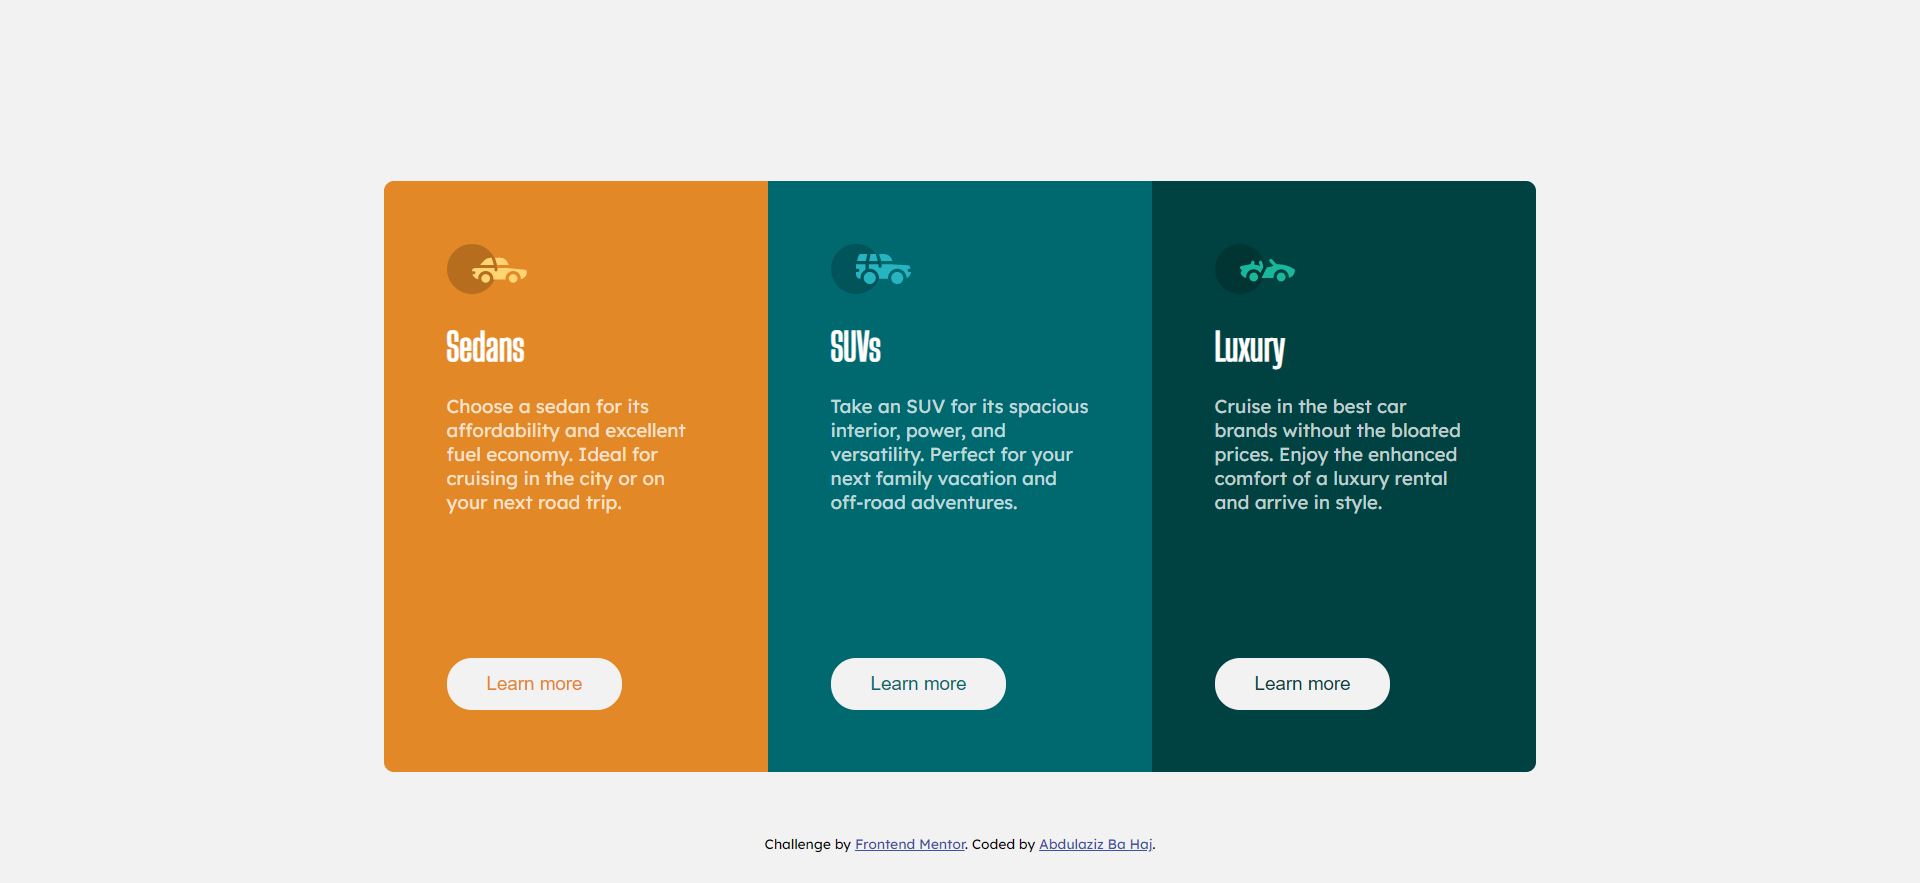 Sedans
Choose a sedan for its
affordability and excellent
fuel economy. Ideal for
cruising in the city or on
your next road trip.
Learn more
SUVs
Take an SUV for its spacious
interior, power, and
versatility. Perfect for your
next family vacation and
off-road adventures.
Learn more
Luxury
Cruise in the best car
brands without the bloated
prices. Enjoy the enhanced
comfort of a luxury rental
and arrive in style.
Learn more
Challenge by Frontend Mentor. Coded by Abdulaziz Ba Haj.